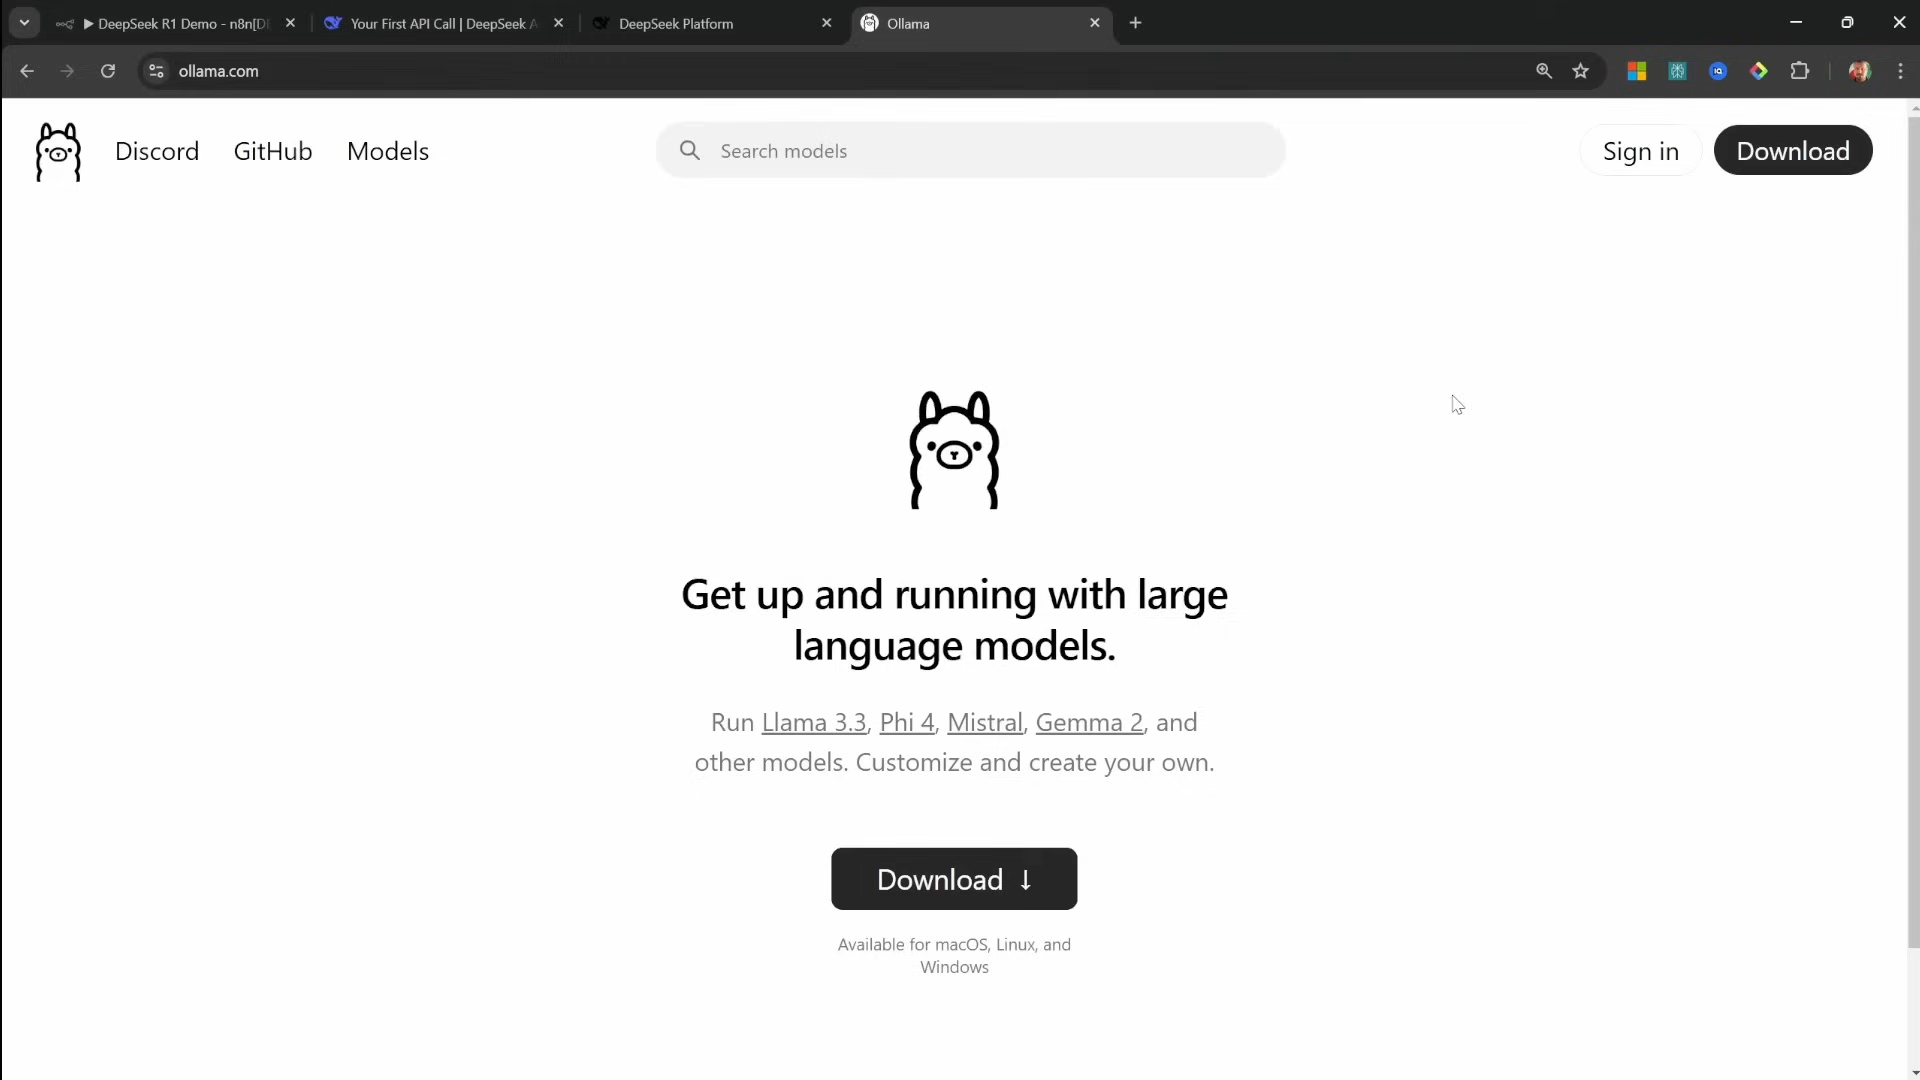 ▶ DeepSeek R1 Demo - n8n[D
Your First API Call | DeepSeek A
DeepSeek Platform
Ollama
ollama.com
Discord
GitHub
Models
Search models
Sign in
Download
Get up and running with large
language models.
Run Llama 3.3, Phi 4, Mistral, Gemma 2, and
other models. Customize and create your own.
Download ↓
Available for macOS, Linux, and
Windows